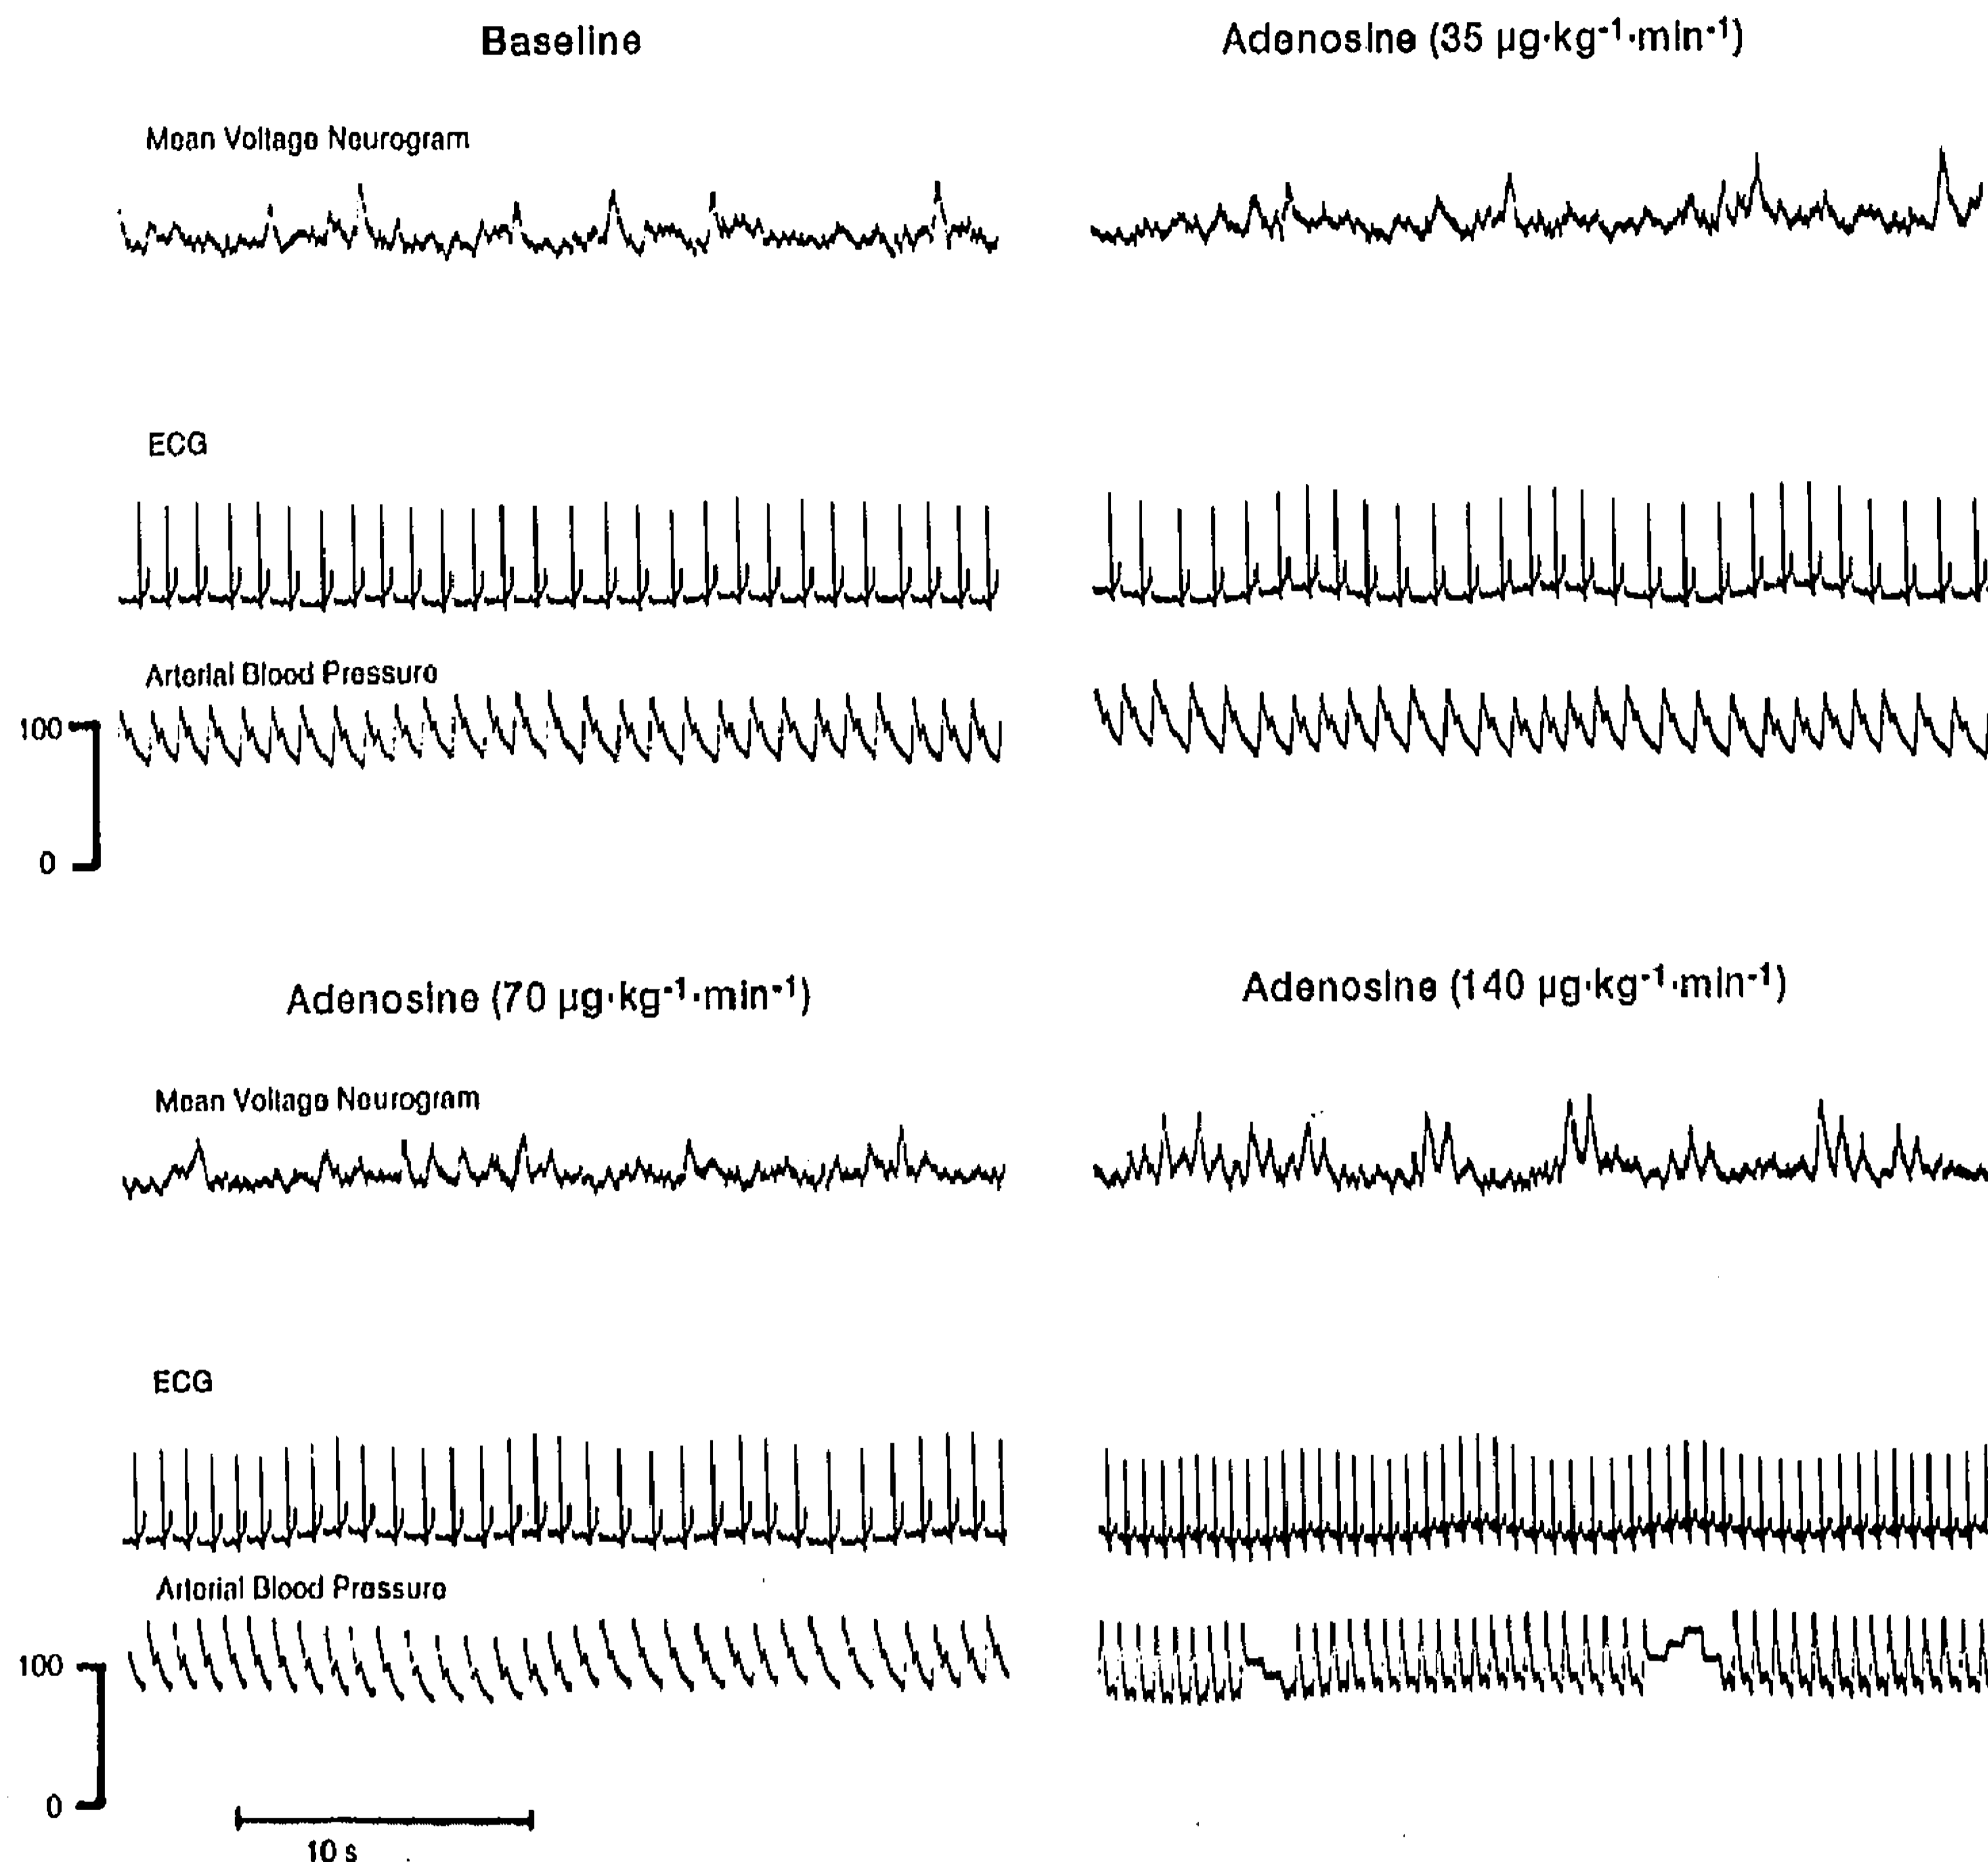 Baseline
Adenosine (35 µg·kg⁻¹·min⁻¹)
Mean Voltage Neurogram
ECG
Arterial Blood Pressure
100
0
Adenosine (70 µg·kg⁻¹·min⁻¹)
Adenosine (140 µg·kg⁻¹·min⁻¹)
Mean Voltage Neurogram
ECG
Arterial Blood Pressure
100
0
10 s